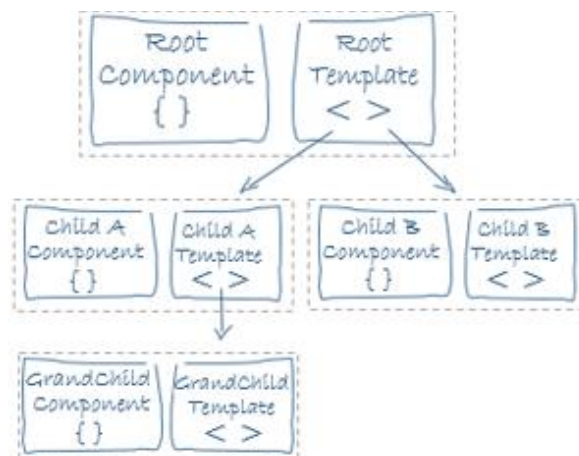 Root
Component
{ }
Root
Template
< >
Child A
Component
{ }
Child A
Template
< >
Child B
Component
{ }
Child B
Template
< >
GrandChild
Component
{ }
GrandChild
Template
< >